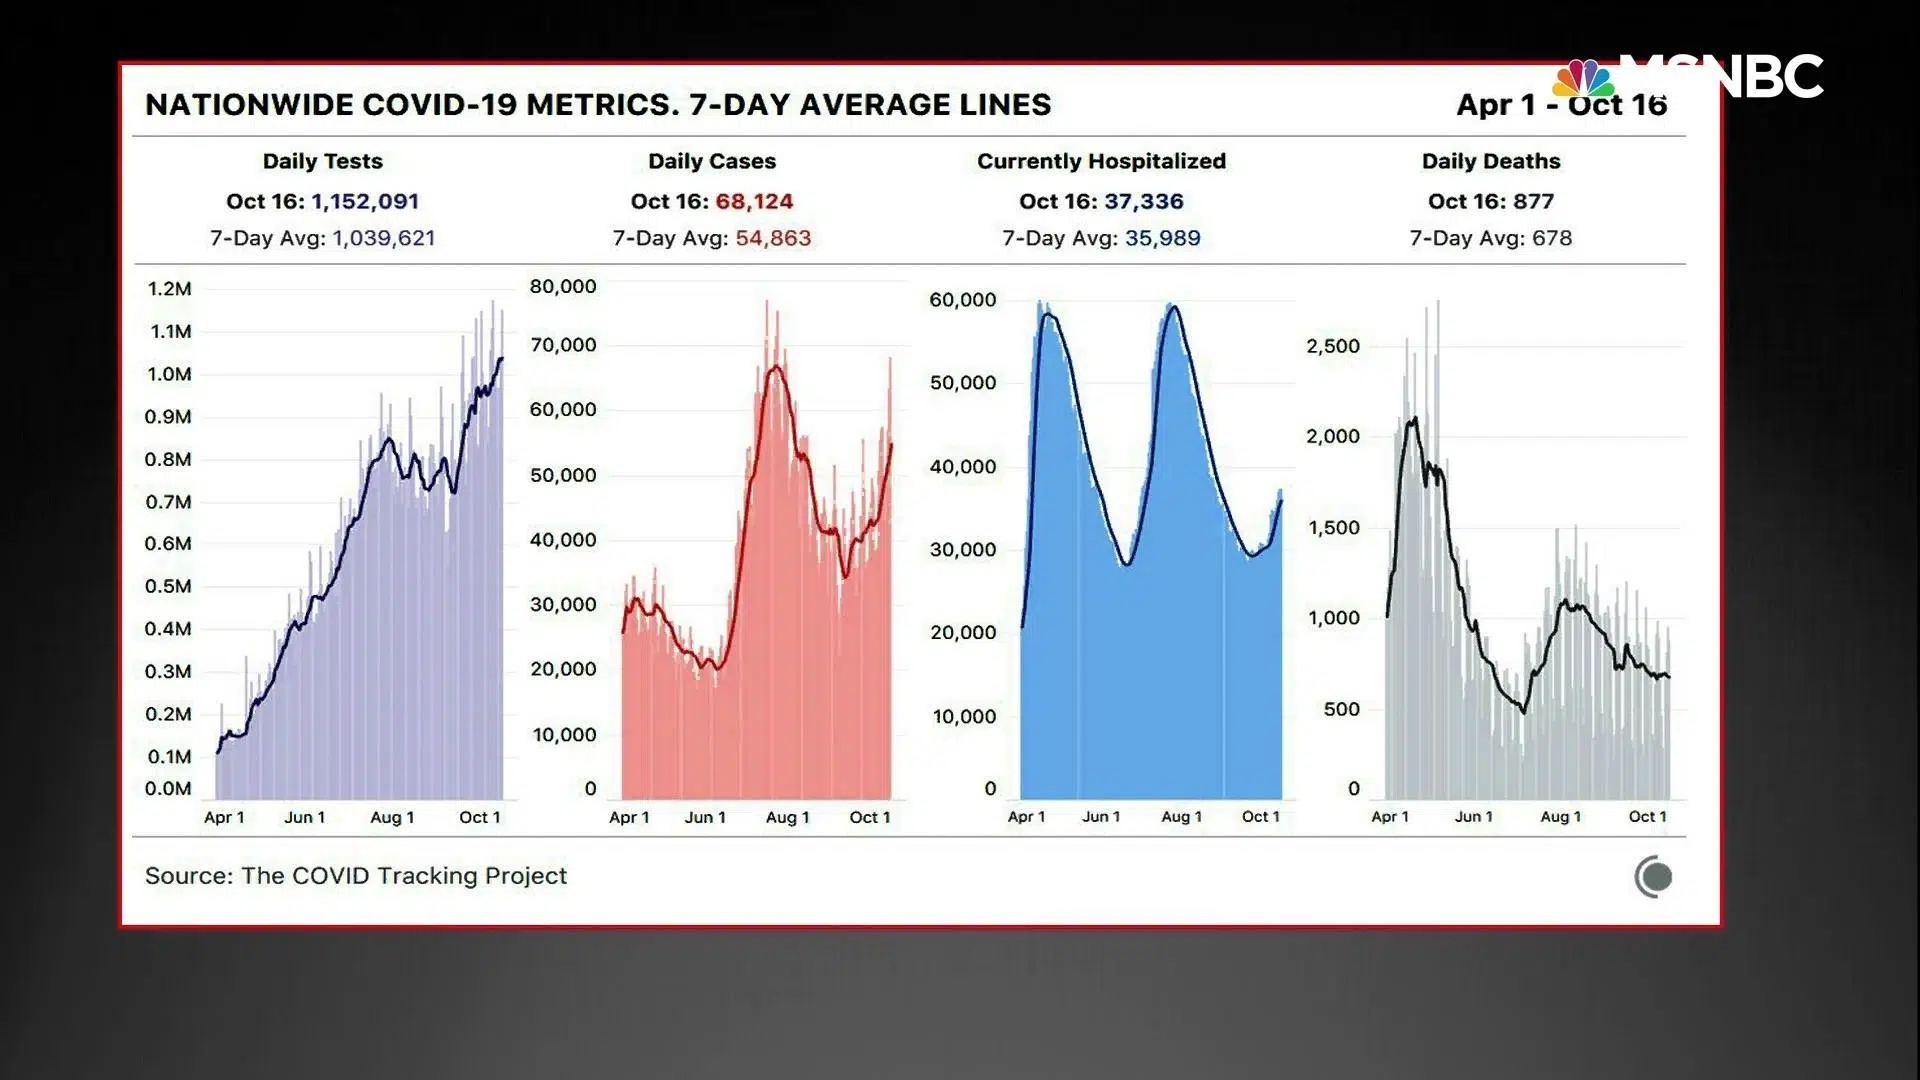 MSNBC
NATIONWIDE COVID-19 METRICS. 7-DAY AVERAGE LINES
Apr 1 - Oct 16
Daily Tests
Oct 16: 1,152,091
7-Day Avg: 1,039,621
Daily Cases
Oct 16: 68,124
7-Day Avg: 54,863
Currently Hospitalized
Oct 16: 37,336
7-Day Avg: 35,989
Daily Deaths
Oct 16: 877
7-Day Avg: 678
1.2M
1.1M
1.0M
0.9M
0.8M
0.7M
0.6M
0.5M
0.4M
0.3M
0.2M
0.1M
0.0M
Apr 1 Jun 1 Aug 1 Oct 1
80,000
70,000
60,000
50,000
40,000
30,000
20,000
10,000
0
Apr 1 Jun 1 Aug 1 Oct 1
60,000
50,000
40,000
30,000
20,000
10,000
0
Apr 1 Jun 1 Aug 1 Oct 1
2,500
2,000
1,500
1,000
500
0
Apr 1 Jun 1 Aug 1 Oct 1
Source: The COVID Tracking Project